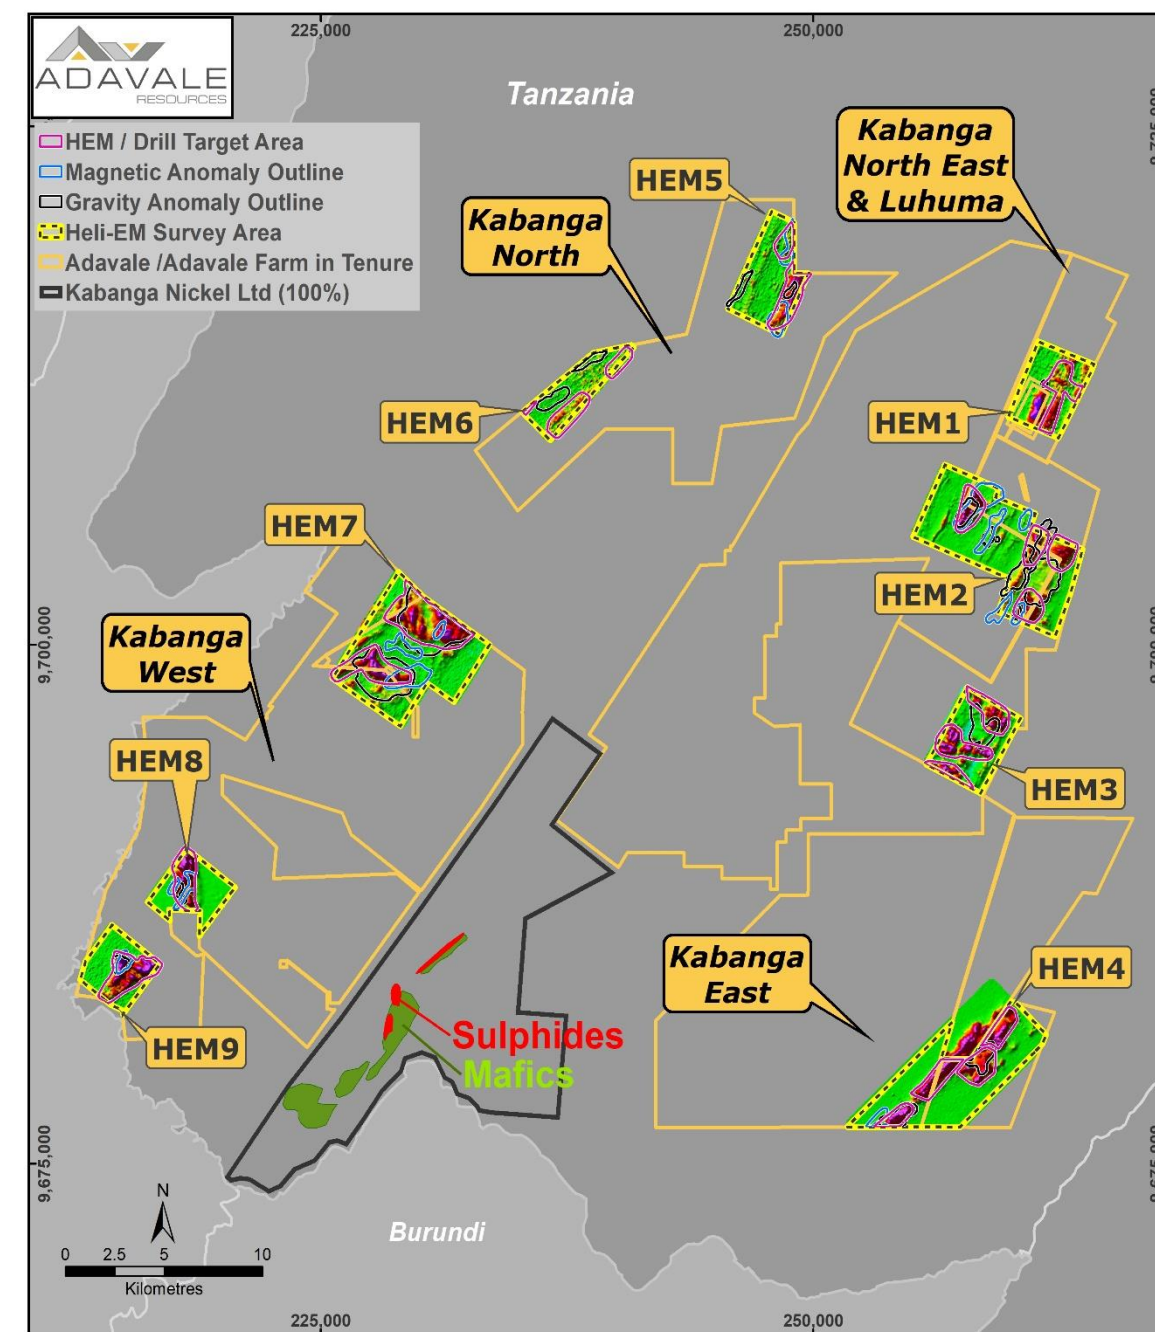 225,000
250,000
ADAVALE
RESOURCES
Tanzania
HEM / Drill Target Area
Magnetic Anomaly Outline
Gravity Anomaly Outline
Heli-EM Survey Area
Adavale /Adavale Farm in Tenure
Kabanga Nickel Ltd (100%)
Kabanga
North East
& Luhuma
HEM5
Kabanga
North
HEM6
HEM1
HEM7
HEM2
9,700,000
Kabanga
West
HEM8
HEM3
Kabanga
East
HEM4
Sulphides
HEM9
Mafics
9,675,000
N
Burundi
0 2.5 5 10
Kilometres
225,000
250,000